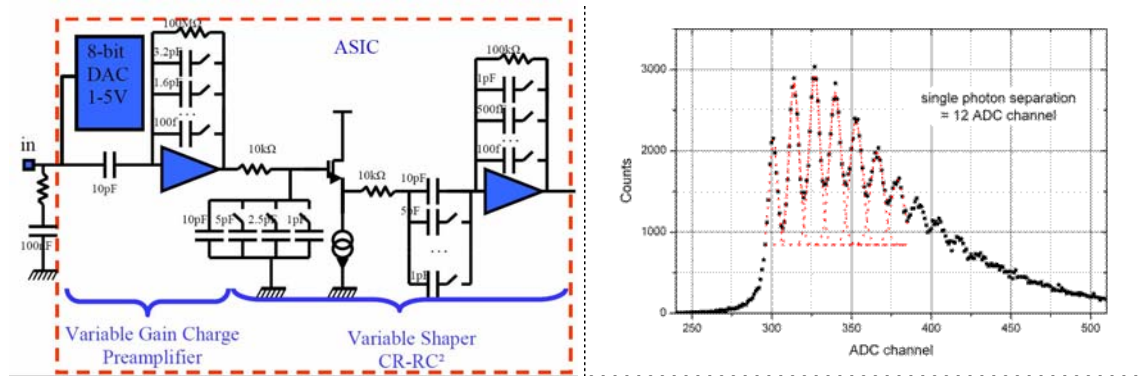 100MΩ
8-bit
DAC
1-5V
3.2pF
1.6pF
...
100f
ASIC
100kΩ
1pF
500fF
...
100f
in
10pF
10kΩ
10kΩ
10pF
5pF
...
1pF
10pF
5pF
2.5pF
1pF
100nF
Variable Gain Charge
Preamplifier
Variable Shaper
CR-RC²
3000
2000
1000
0
Counts
single photon separation
= 12 ADC channel
250
300
350
400
450
500
ADC channel